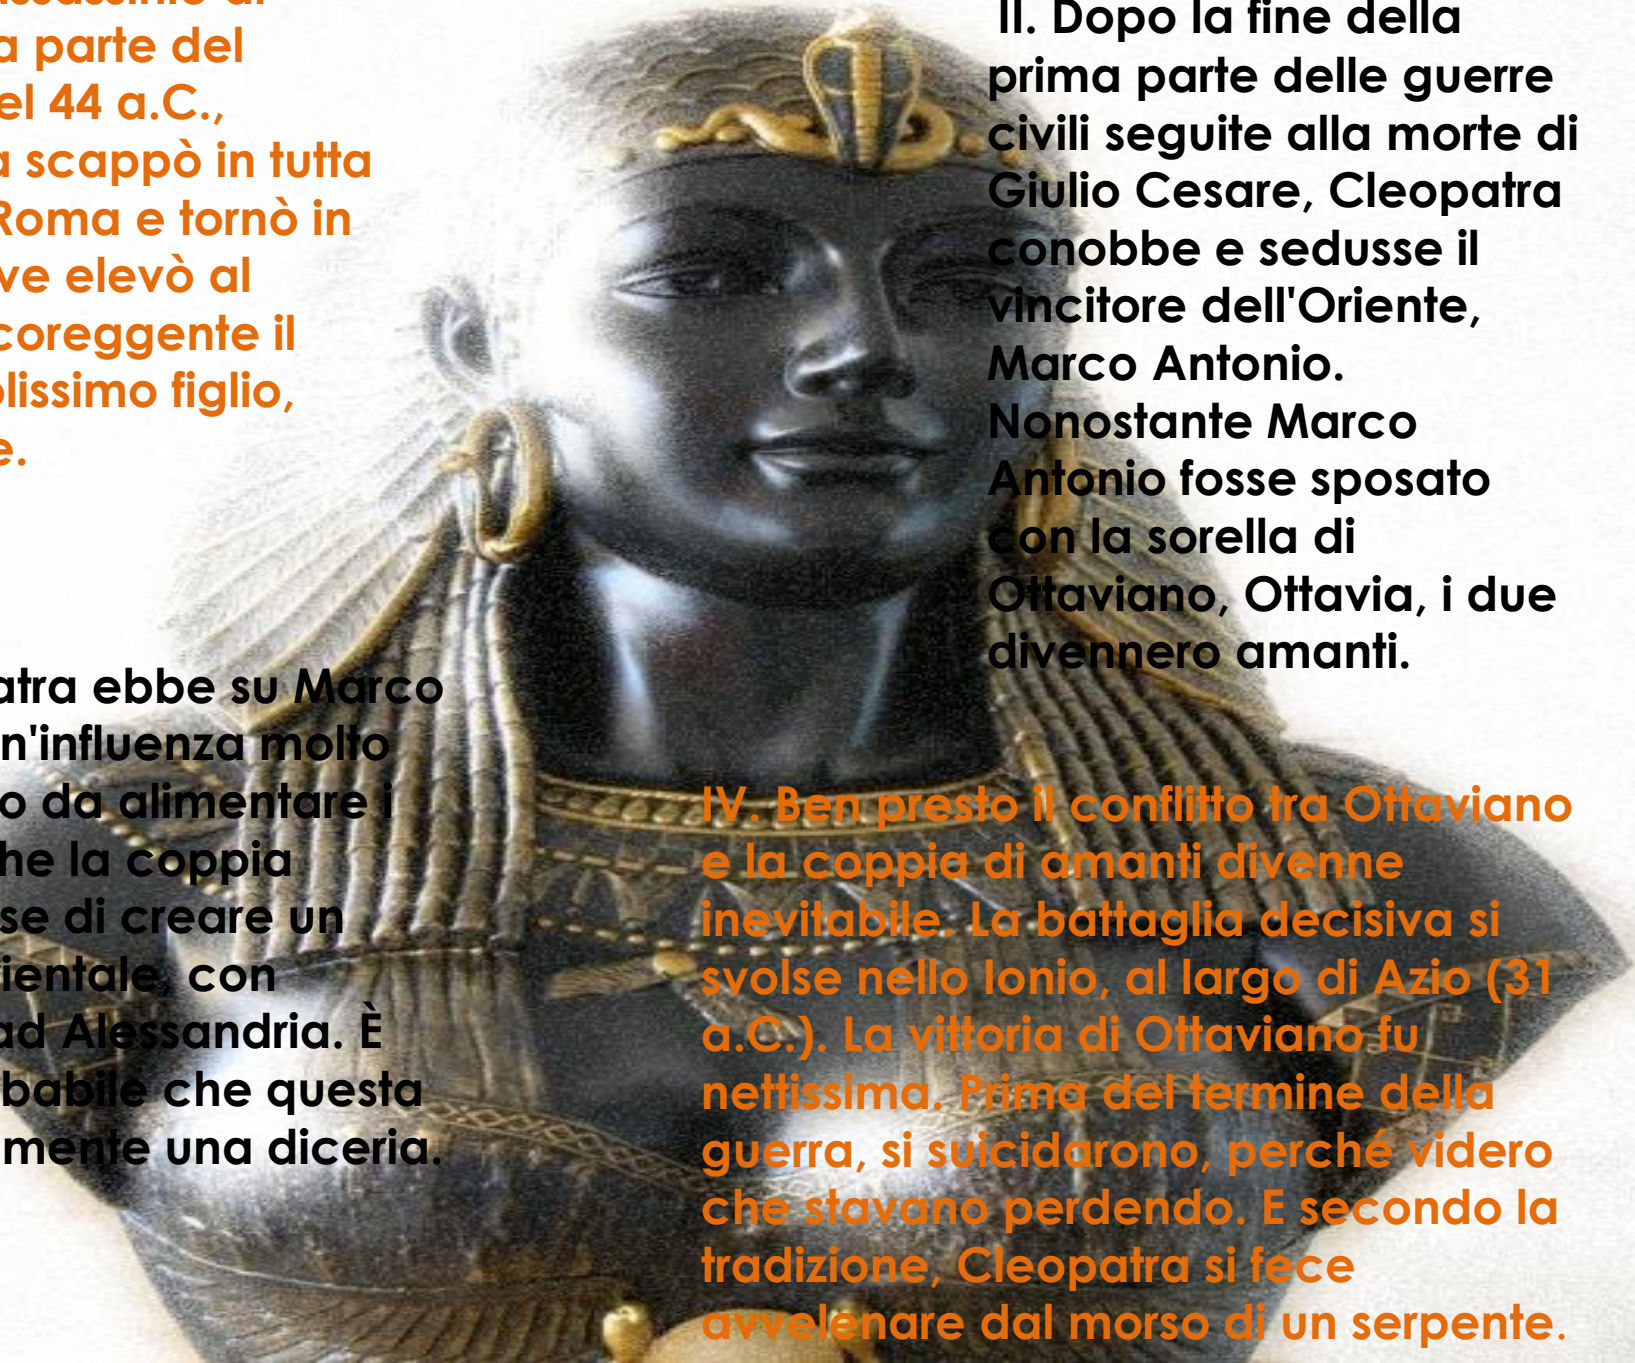 a parte del
el 44 a.C.,
a scappò in tutta
Roma e tornò in
ve elevò al
coreggente il
lissimo figlio,
e.
II. Dopo la fine della
prima parte delle guerre
civili seguite alla morte di
Giulio Cesare, Cleopatra
conobbe e sedusse il
vincitore dell'Oriente,
Marco Antonio.
Nonostante Marco
Antonio fosse sposato
con la sorella di
Ottaviano, Ottavia, i due
divennero amanti.
atra ebbe su Marco
n'influenza molto
o da alimentare i
he la coppia
se di creare un
ientale, con
ad Alessandria. È
babile che questa
mente una diceria.
IV. Ben presto il conflitto tra Ottaviano
e la coppia di amanti divenne
inevitabile. La battaglia decisiva si
svolse nello Ionio, al largo di Azio (31
a.C.). La vittoria di Ottaviano fu
nettissima. Prima del termine della
guerra, si suicidarono, perché videro
che stavano perdendo. E secondo la
tradizione, Cleopatra si fece
avvelenare dal morso di un serpente.